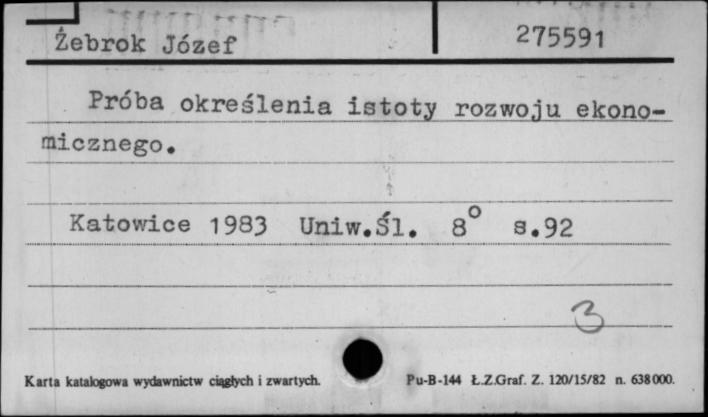 Żebrok Józef 275591
Próba określenia istoty rozwoju ekono-
micznego.
Katowice 1983 Uniw.Śl. 8° s.92
3
Karta katalogowa wydawnictw ciągłych i zwartych. Pu-B-144 Ł.Z.Graf. Z. 120/15/82 n. 638000.